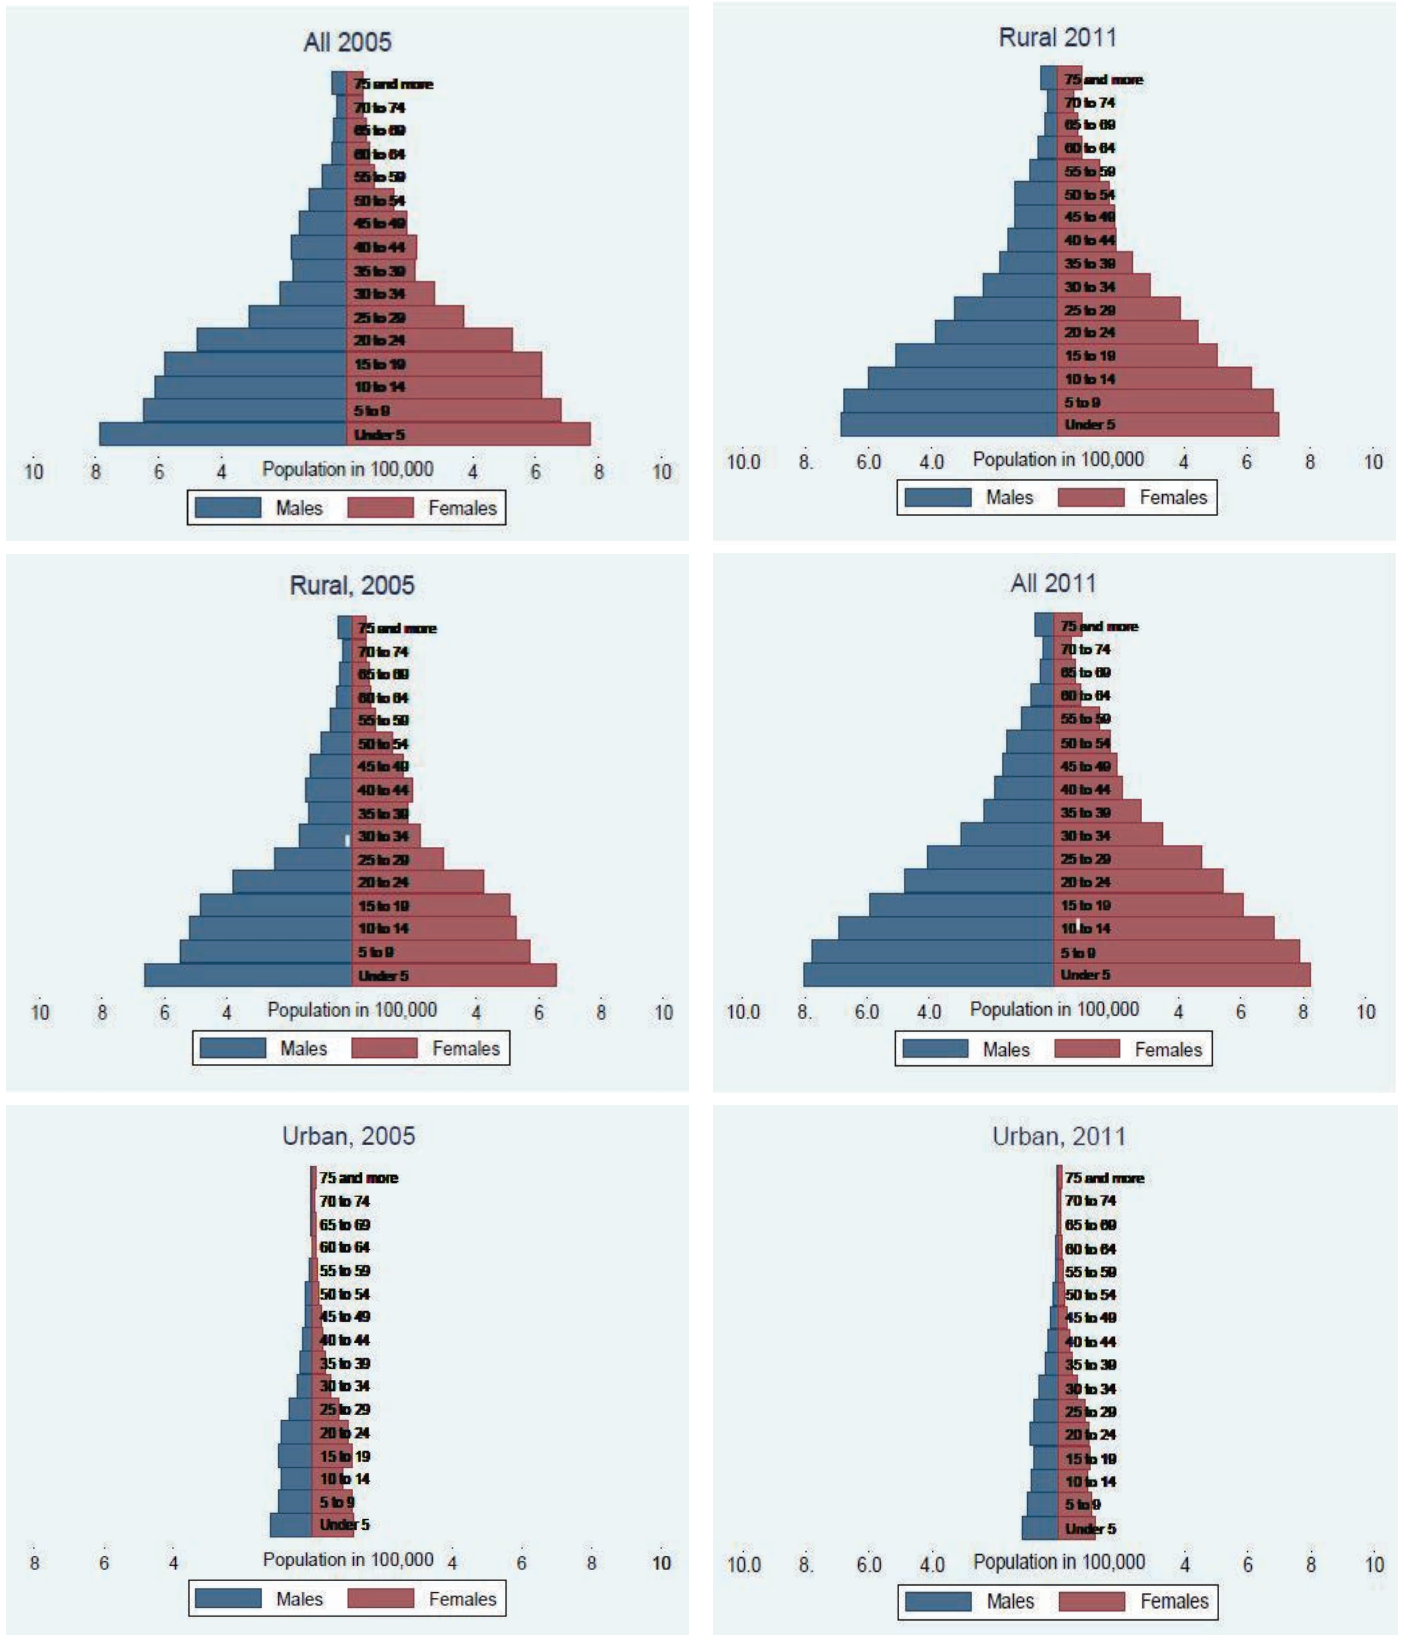 All 2005
75 and more
70 to 74
65 to 69
60 to 64
55 to 59
50 to 54
45 to 49
40 to 44
35 to 39
30 to 34
25 to 29
20 to 24
15 to 19
10 to 14
5 to 9
Under 5
10 8 6 4 Population in 100,000 4 6 8 10
Males Females
Rural 2011
75 and more
70 to 74
65 to 69
60 to 64
55 to 59
50 to 54
45 to 49
40 to 44
35 to 39
30 to 34
25 to 29
20 to 24
15 to 19
10 to 14
5 to 9
Under 5
10.0 8. 6.0 4.0 Population in 100,000 4 6 8 10
Males Females
Rural, 2005
75 and more
70 to 74
65 to 69
60 to 64
55 to 59
50 to 54
45 to 49
40 to 44
35 to 39
30 to 34
25 to 29
20 to 24
15 to 19
10 to 14
5 to 9
Under 5
10 6 4 Population in 100,000 4 6 8 10
Males Females
All 2011
75 and more
70 to 74
65 to 69
60 to 64
55 to 59
50 to 54
45 to 49
40 to 44
35 to 39
30 to 34
25 to 29
20 to 24
15 to 19
10 to 14
5 to 9
Under 5
10.0 8. 6.0 4.0 Population in 100,000 4 6 8 10
Males Females
Urban, 2005
75 and more
70 to 74
65 to 69
60 to 64
55 to 59
50 to 54
45 to 49
40 to 44
35 to 39
30 to 34
25 to 29
20 to 24
15 to 19
10 to 14
5 to 9
Under 5
8 6 4 Population in 100,000 4 6 8 10
Males Females
Urban, 2011
75 and more
70 to 74
65 to 69
60 to 64
55 to 59
50 to 54
45 to 49
40 to 44
35 to 39
30 to 34
25 to 29
20 to 24
15 to 19
10 to 14
5 to 9
Under 5
10.0 8. 6.0 4.0 Population in 100,000 4 6 8 10
Males Females